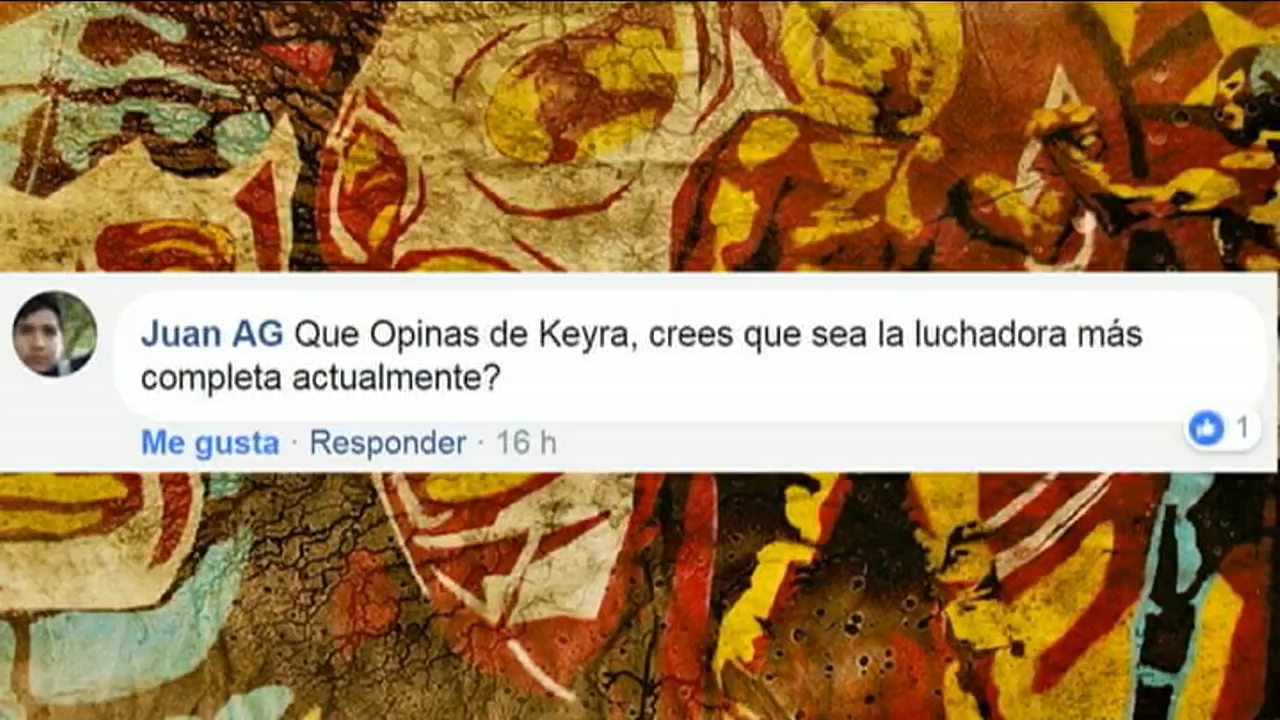 Juan AG Que Opinas de Keyra, crees que sea la luchadora más
completa actualmente?
Me gusta · Responder · 16 h
1